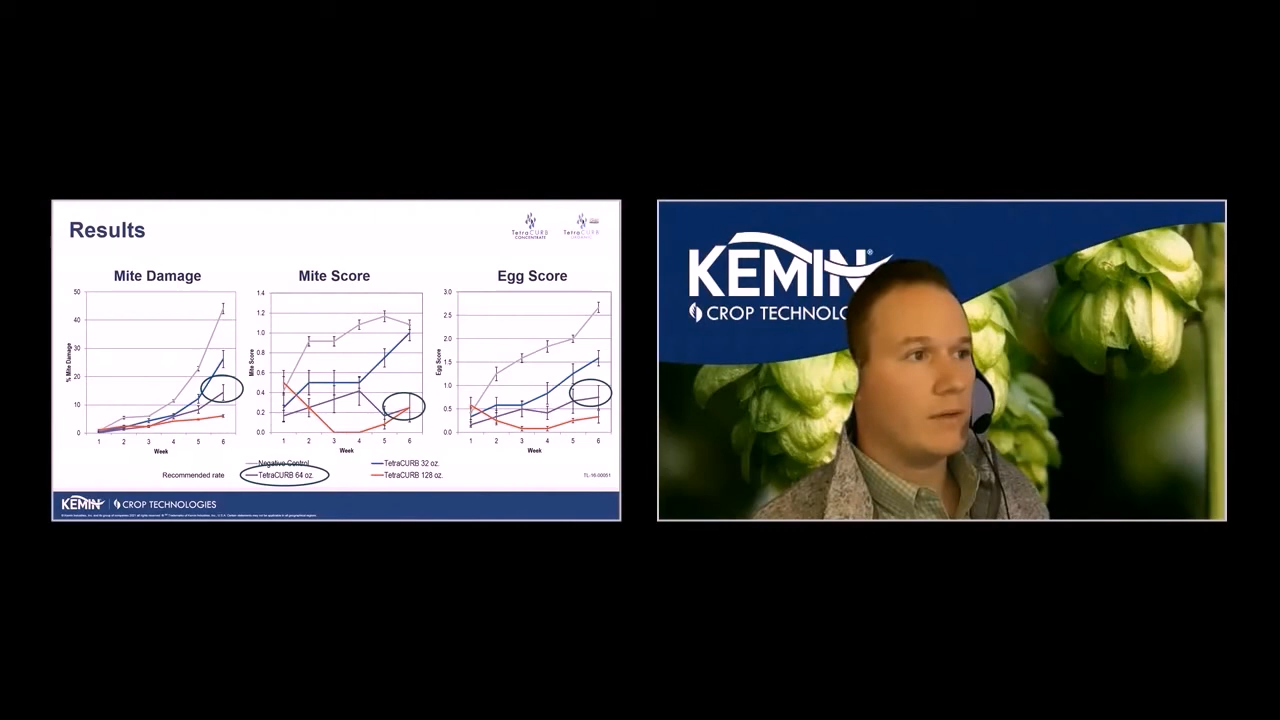 Results
TetraCURB
CONCENTRATE
TetraCURB
Mite Damage
Mite Score
Egg Score
50
40
30
20
10
0
% Mite Damage
1 2 3 4 5 6
Week
1.4
1.2
1.0
0.8
0.6
0.4
0.2
0.0
Mite Score
1 2 3 4 5 6
Week
3.0
2.5
2.0
1.5
1.0
0.5
0.0
Egg Score
1 2 3 4 5 6
Week
Negative Control
TetraCURB 32 oz.
Recommended rate
TetraCURB 64 oz.
TetraCURB 128 oz.
KEMIN CROP TECHNOLOGIES
KEMIN®
CROP TECHNOLO